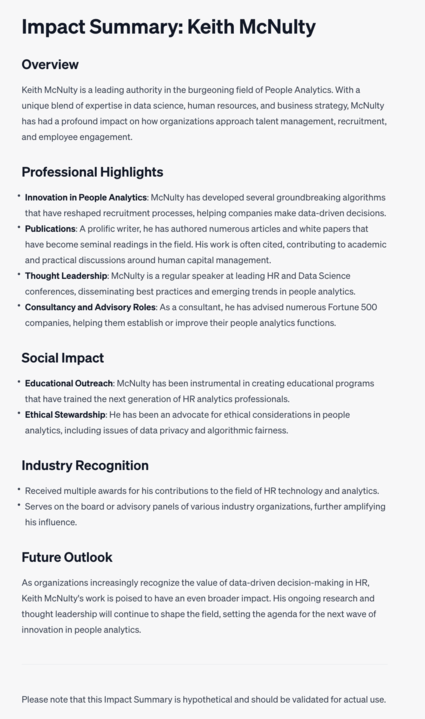 Impact Summary: Keith McNulty
Overview
Keith McNulty is a leading authority in the burgeoning field of People Analytics. With a
unique blend of expertise in data science, human resources, and business strategy, McNulty
has had a profound impact on how organizations approach talent management, recruitment,
and employee engagement.
Professional Highlights
• Innovation in People Analytics: McNulty has developed several groundbreaking algorithms
that have reshaped recruitment processes, helping companies make data-driven decisions.
• Publications: A prolific writer, he has authored numerous articles and white papers that
have become seminal readings in the field. His work is often cited, contributing to academic
and practical discussions around human capital management.
• Thought Leadership: McNulty is a regular speaker at leading HR and Data Science
conferences, disseminating best practices and emerging trends in people analytics.
• Consultancy and Advisory Roles: As a consultant, he has advised numerous Fortune 500
companies, helping them establish or improve their people analytics functions.
Social Impact
• Educational Outreach: McNulty has been instrumental in creating educational programs
that have trained the next generation of HR analytics professionals.
• Ethical Stewardship: He has been an advocate for ethical considerations in people
analytics, including issues of data privacy and algorithmic fairness.
Industry Recognition
• Received multiple awards for his contributions to the field of HR technology and analytics.
• Serves on the board or advisory panels of various industry organizations, further amplifying
his influence.
Future Outlook
As organizations increasingly recognize the value of data-driven decision-making in HR,
Keith McNulty's work is poised to have an even broader impact. His ongoing research and
thought leadership will continue to shape the field, setting the agenda for the next wave of
innovation in people analytics.
Please note that this Impact Summary is hypothetical and should be validated for actual use.